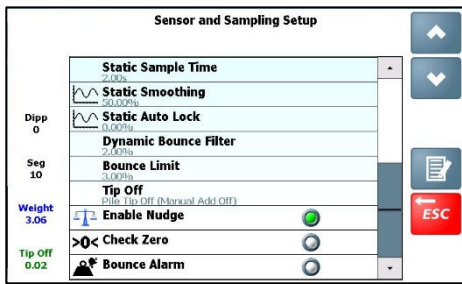 Sensor and Sampling Setup
Static Sample Time
2.00s
Static Smoothing
50.00%
Static Auto Lock
0.00%
Dynamic Bounce Filter
2.00%
Bounce Limit
3.00%
Tip Off
Pile Tip Off (Manual Add Off)
Enable Nudge
>0< Check Zero
Bounce Alarm
Dipp
0
Seg
10
Weight
3.06
Tip Off
0.02
ESC